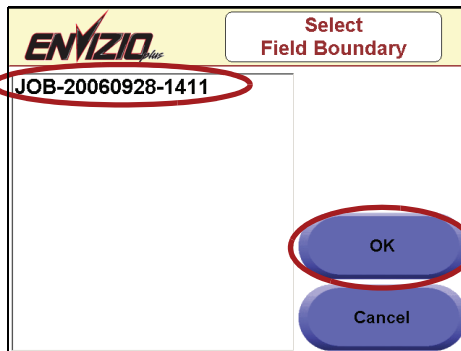 ENVIZIO plus
Select
Field Boundary
JOB-20060928-1411
OK
Cancel